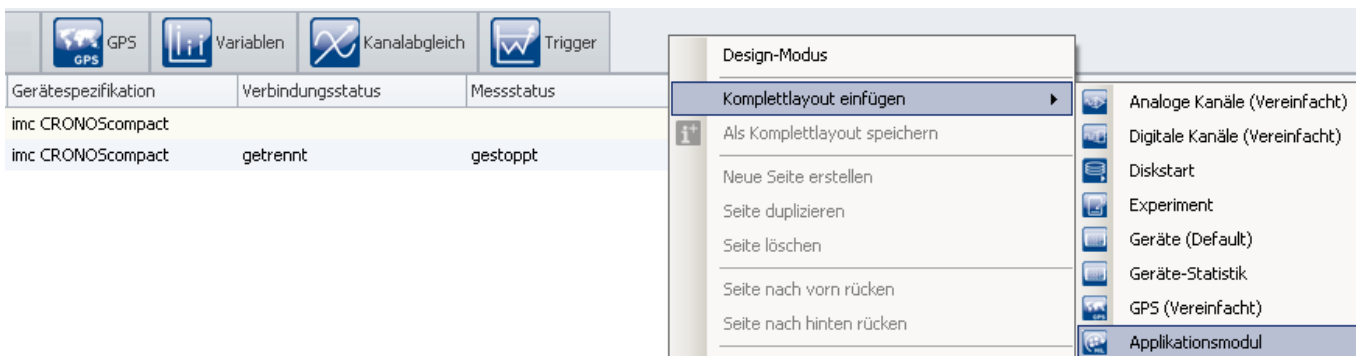 GPS GPS Variablen Kanalabgleich Trigger
Gerätespezifikation Verbindungsstatus Messstatus
imc CRONOScompact
imc CRONOScompact getrennt gestoppt
Design-Modus
Komplettlayout einfügen
Als Komplettlayout speichern
Neue Seite erstellen
Seite duplizieren
Seite löschen
Seite nach vorn rücken
Seite nach hinten rücken
Analoge Kanäle (Vereinfacht)
Digitale Kanäle (Vereinfacht)
Diskstart
Experiment
Geräte (Default)
Geräte-Statistik
GPS (Vereinfacht)
Applikationsmodul